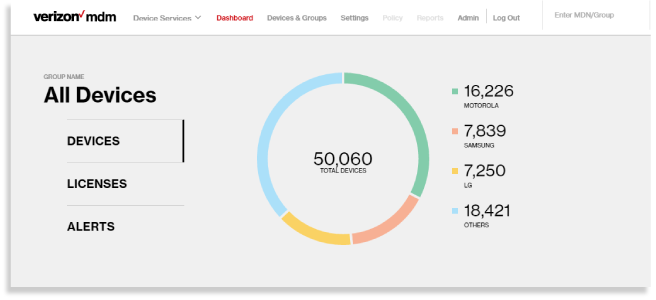 verizon✓mdm Device Services Dashboard Devices & Groups Settings Policy Reports Admin Log Out Enter MDN/Group
GROUP NAME
All Devices
DEVICES
LICENSES
ALERTS
50,060
TOTAL DEVICES
16,226
MOTOROLA
7,839
SAMSUNG
7,250
LG
18,421
OTHERS